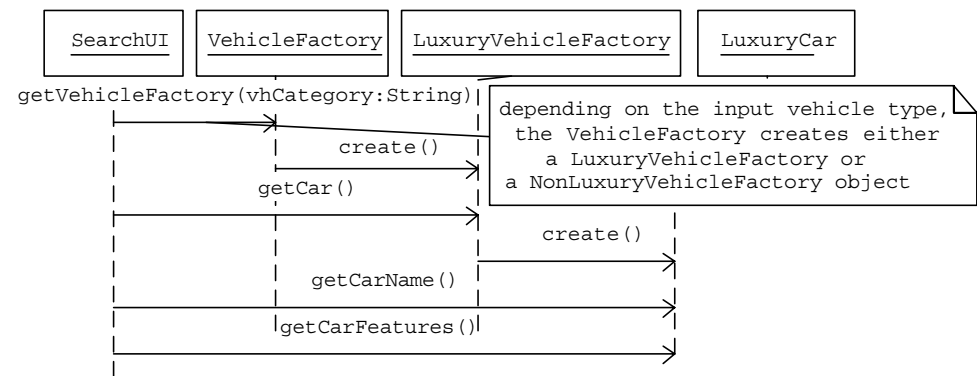 SearchUI
VehicleFactory
LuxuryVehicleFactory
LuxuryCar
getVehicleFactory(vhCategory:String)
depending on the input vehicle type,
the VehicleFactory creates either
a LuxuryVehicleFactory or
a NonLuxuryVehicleFactory object
create()
getCar()
create()
getCarName()
getCarFeatures()